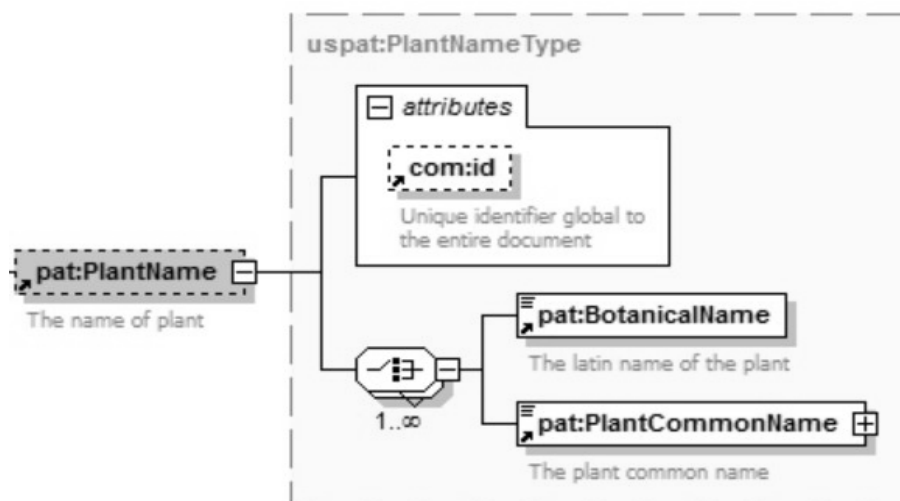 uspat:PlantNameType
attributes
com:id
Unique identifier global to
the entire document
pat:PlantName
The name of plant
pat:BotanicalName
The latin name of the plant
1..∞
pat:PlantCommonName
The plant common name